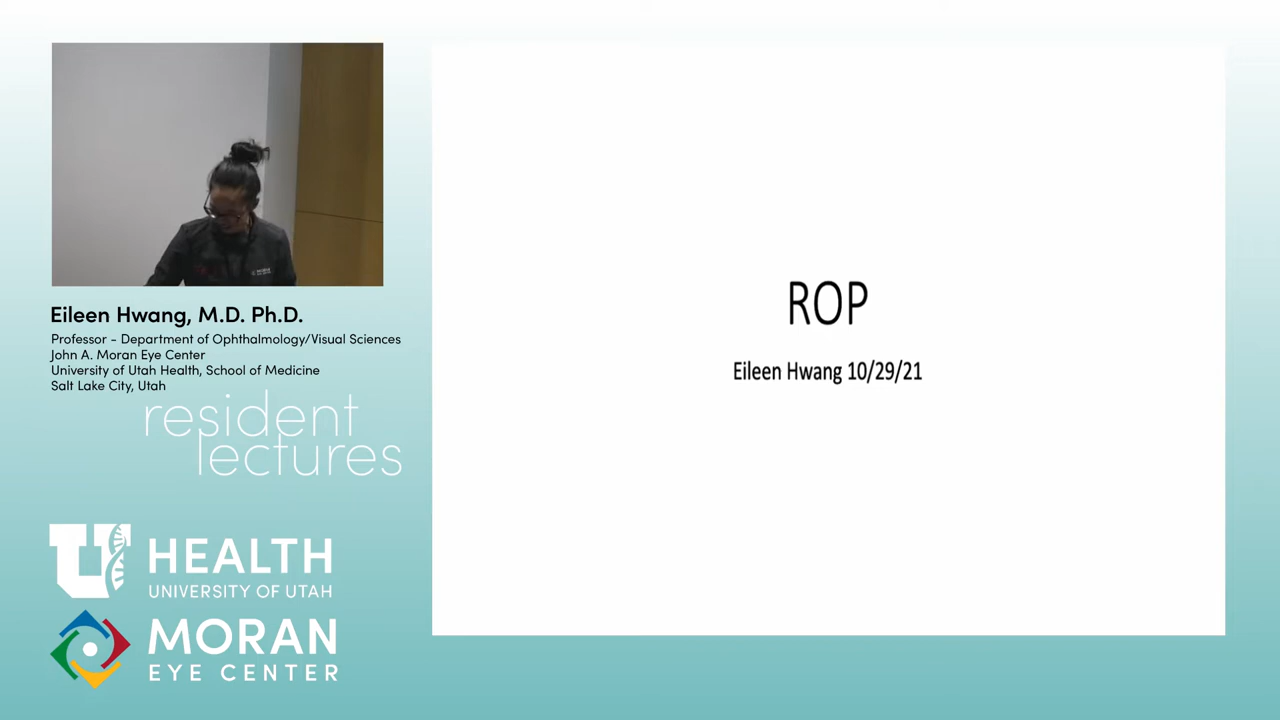 Eileen Hwang, M.D. Ph.D.
Professor - Department of Ophthalmology/Visual Sciences
John A. Moran Eye Center
University of Utah Health, School of Medicine
Salt Lake City, Utah
resident
lectures
U HEALTH
UNIVERSITY OF UTAH
MORAN
EYE CENTER
ROP
Eileen Hwang 10/29/21